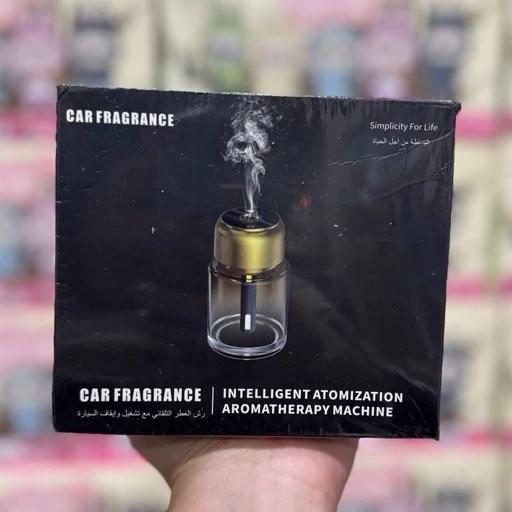 CAR FRAGRANCE
Simplicity For Life
البساطة من أجل الحياة
CAR FRAGRANCE
رش العطر التلقائي مع تشغيل وإيقاف السيارة
INTELLIGENT ATOMIZATION
AROMATHERAPY MACHINE